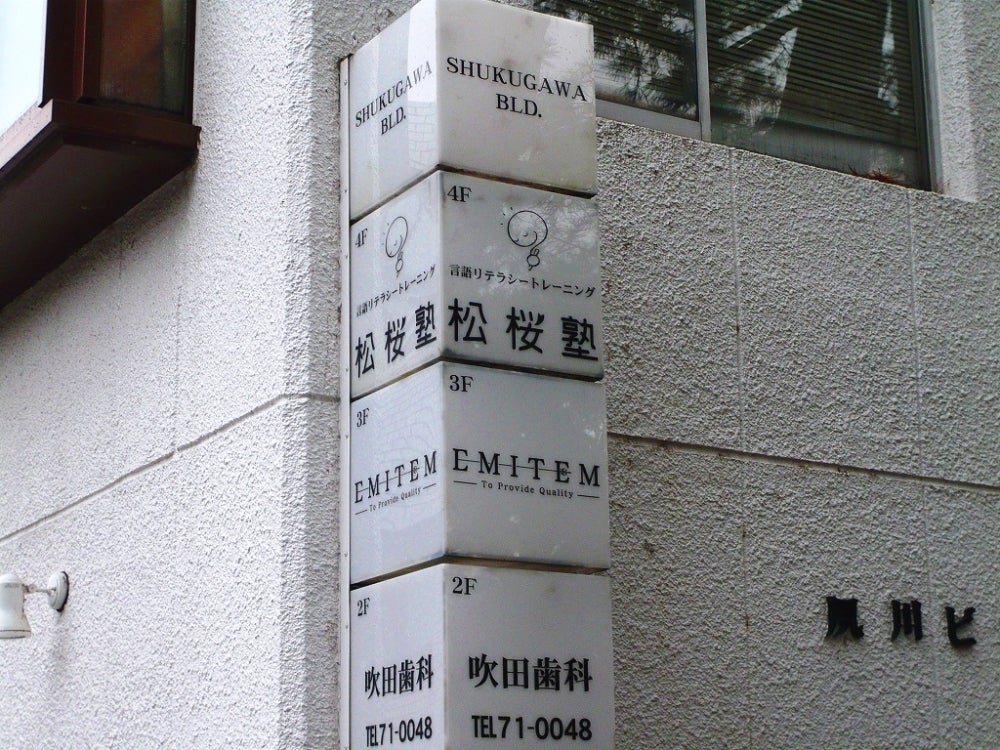 SHUKUGAWA
BLD.
4F
言語リテラシートレーニング
松桜塾
3F
EMITEM
To Provide Quality
2F
吹田歯科
TEL71-0048
SHUKUGAWA
BLD.
4F
言語リテラシートレーニング
松桜塾
3F
EMITEM
To Provide Quality
2F
吹田歯科
TEL71-0048
夙川ビ